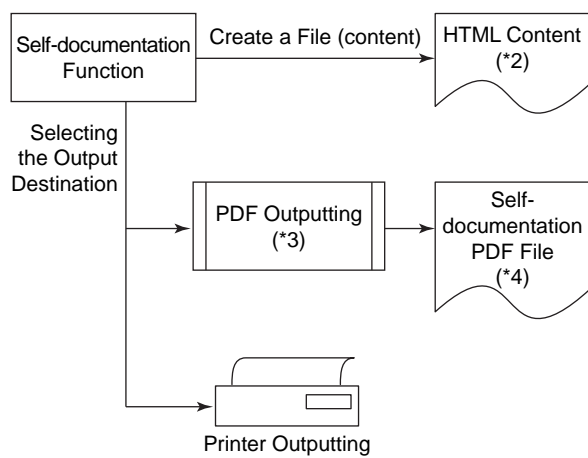 Self-documentation
Function
Create a File (content)
HTML Content
(*2)
Selecting
the Output
Destination
PDF Outputting
(*3)
Self-
documentation
PDF File
(*4)
Printer Outputting